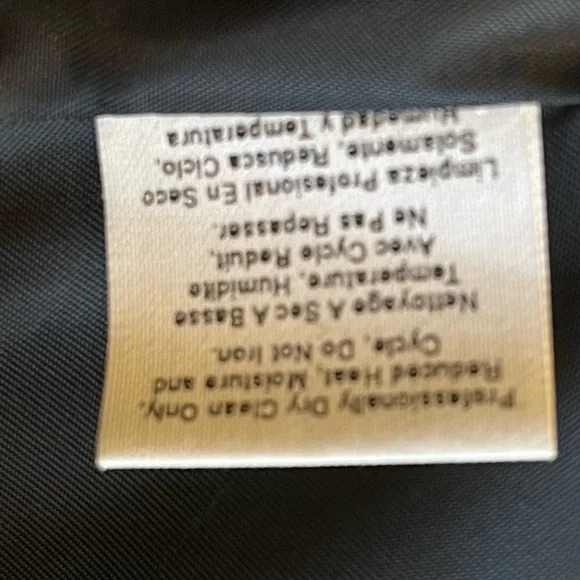 Professionally Dry Clean Only,
Reduced Heat, Moisture and
Cycle, Do Not Iron.
Nettoyage A Sec A Basse
Temperature, Humidite
Avec Cycle Reduit,
Ne Pas Repasser.
Limpieza Profesional En Seco
Solamente, Redusca Ciclo,
Humedad y Temperatura